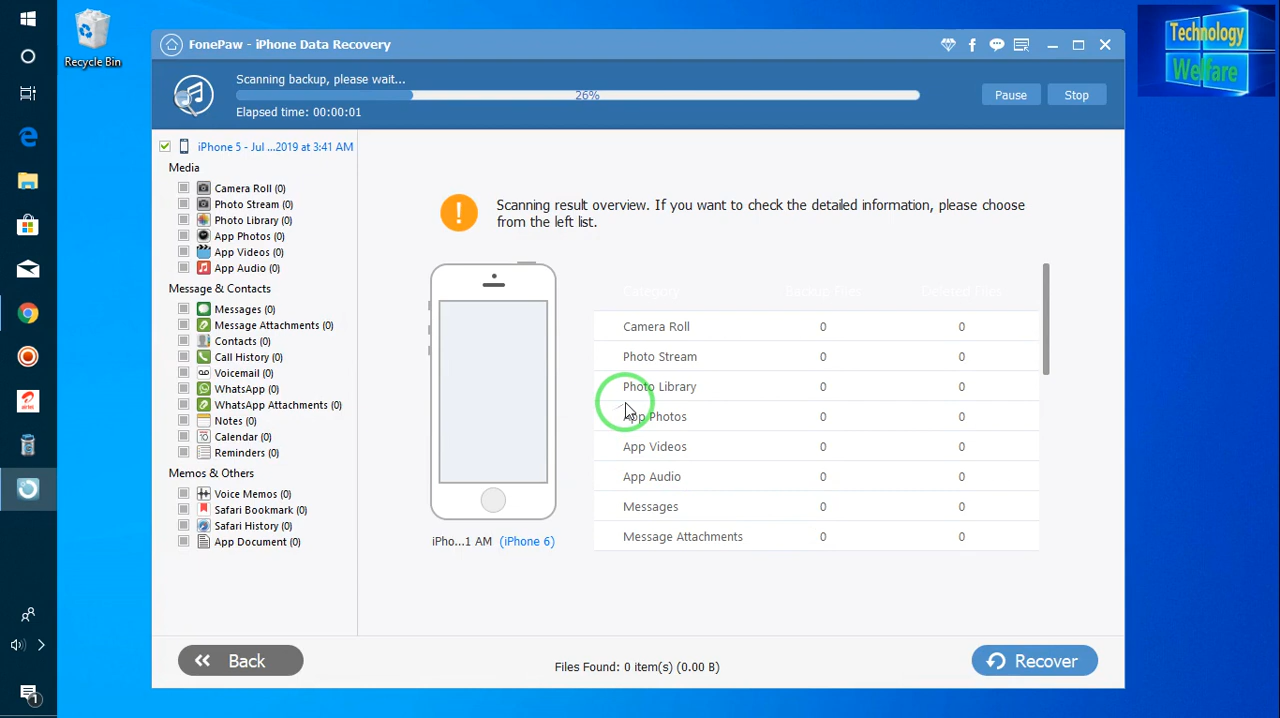 Recycle Bin
FonePaw - iPhone Data Recovery
Scanning backup, please wait...
26%
Elapsed time: 00:00:01
Pause
Stop
Technology
Welfare
iPhone 5 - Jul ...2019 at 3:41 AM
Media
Camera Roll (0)
Photo Stream (0)
Photo Library (0)
App Photos (0)
App Videos (0)
App Audio (0)
Message & Contacts
Messages (0)
Message Attachments (0)
Contacts (0)
Call History (0)
Voicemail (0)
WhatsApp (0)
WhatsApp Attachments (0)
Notes (0)
Calendar (0)
Reminders (0)
Memos & Others
Voice Memos (0)
Safari Bookmark (0)
Safari History (0)
App Document (0)
Scanning result overview. If you want to check the detailed information, please choose
from the left list.
Category Backup Files Existed Files
Camera Roll 0 0
Photo Stream 0 0
Photo Library 0 0
App Photos 0 0
App Videos 0 0
App Audio 0 0
Messages 0 0
Message Attachments 0 0
iPho...1 AM (iPhone 6)
Back
Files Found: 0 item(s) (0.00 B)
Recover
airtel
1